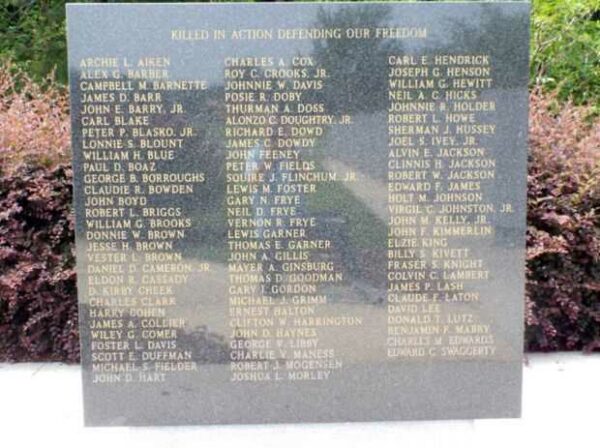 KILLED IN ACTION DEFENDING OUR FREEDOM
ARCHIE L. AIKEN
ALEX G. BARBER
CAMPBELL M. BARNETTE
JAMES D. BARR
JOHN E. BARRY, JR.
CARL BLAKE
PETER P. BLASKO, JR.
LONNIE S. BLOUNT
WILLIAM H. BLUE
PAUL D. BOAZ
GEORGE B. BORROUGHS
CLAUDIE R. BOWDEN
JOHN BOYD
ROBERT L. BRIGGS
WILLIAM G. BROOKS
DONNIE W. BROWN
JESSE H. BROWN
VESTER L. BROWN
DANIEL D. CAMERON, JR.
ELDON R. CASSADY
D. KIRBY CHEEK
CHARLES CLARK
HARRY COHEN
JAMES A. COLLIER
WILEY G. COMER
FOSTER L. DAVIS
SCOTT E. DUFFMAN
MICHAEL S. FIELDER
JOHN D. HART
CHARLES A. COX
ROY C. CROOKS, JR.
JOHNNIE W. DAVIS
POSIE R. DOBY
THURMAN A. DOSS
ALONZO C. DOUGHTRY, JR.
RICHARD E. DOWD
JAMES C. DOWDY
JOHN FEENEY
PETER W. FIELDS
SQUIRE J. FLINCHUM, JR.
LEWIS M. FOSTER
GARY N. FRYE
NEIL D. FRYE
VERNON R. FRYE
LEWIS GARNER
THOMAS E. GARNER
JOHN A. GILLIS
MAYER A. GINSBURG
THOMAS D. GOODMAN
GARY J. GORDON
MICHAEL J. GRIMM
ERNEST HALTON
CLIFTON W. HARRINGTON
JOHN D. HAYNES
GEORGE V. LIBBY
CHARLIE V. MANESS
ROBERT J. MOGENSEN
JOSHUA L. MORLEY
CARL E. HENDRICK
JOSEPH G. HENSON
WILLIAM G. HEWITT
NEIL A. C. HICKS
JOHNNIE R. HOLDER
ROBERT L. HOWE
SHERMAN J. HUSSEY
JOEL S. IVEY, JR.
ALVIN E. JACKSON
CLINNIS H. JACKSON
ROBERT W. JACKSON
EDWARD F. JAMES
HOLT M. JOHNSON
VIRGIL C. JOHNSTON, JR.
JOHN M. KELLY, JR.
JOHN F. KIMMERLIN
ELZIE KING
BILLY S. KIVETT
FRASER S. KNIGHT
COLVIN C. LAMBERT
JAMES P. LASH
CLAUDE F. LATON
DAVID LEE
DONALD T. LUTZ
BENJAMIN F. MABRY
CHARLES M. EDWARDS
EDWARD C. SWAGGERTY